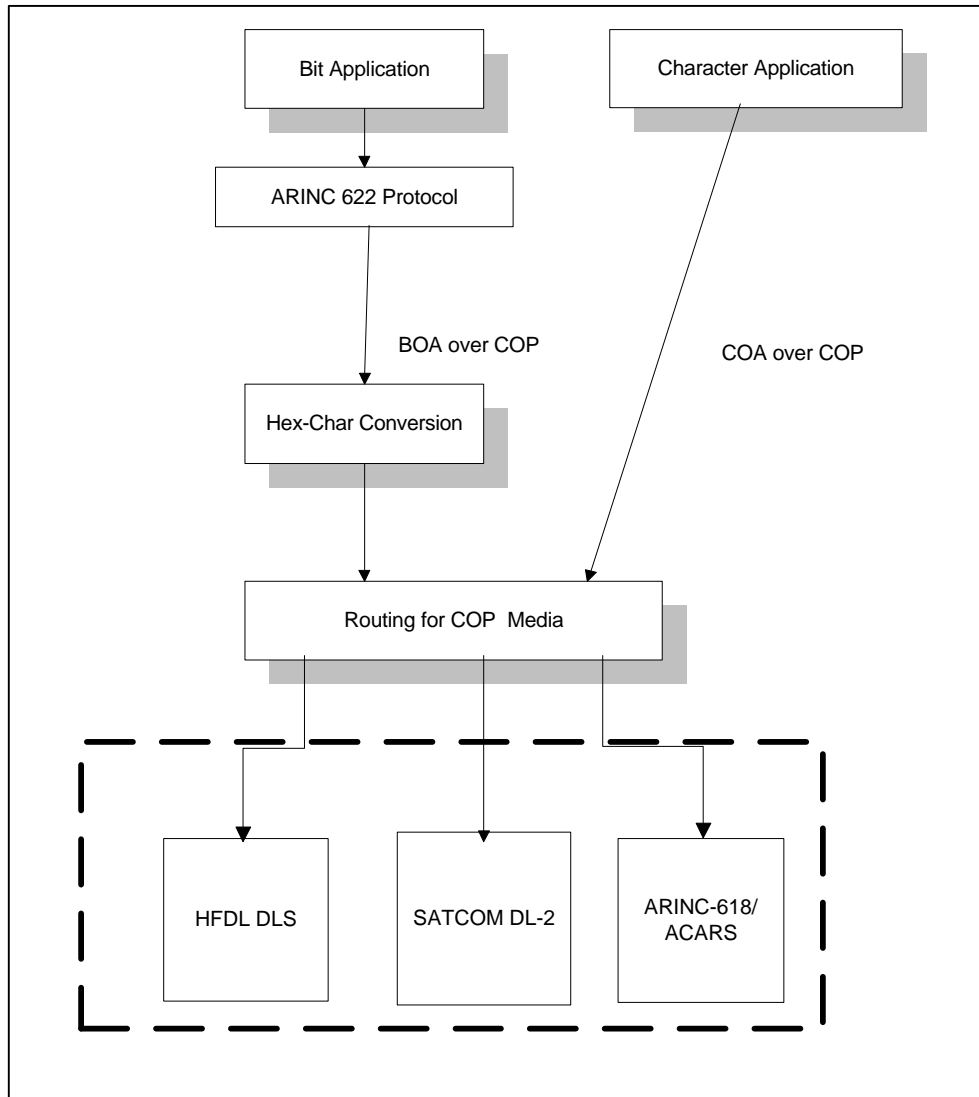 Bit Application
Character Application
ARINC 622 Protocol
BOA over COP
COA over COP
Hex-Char Conversion
Routing for COP Media
HFDL DLS
SATCOM DL-2
ARINC-618/
ACARS